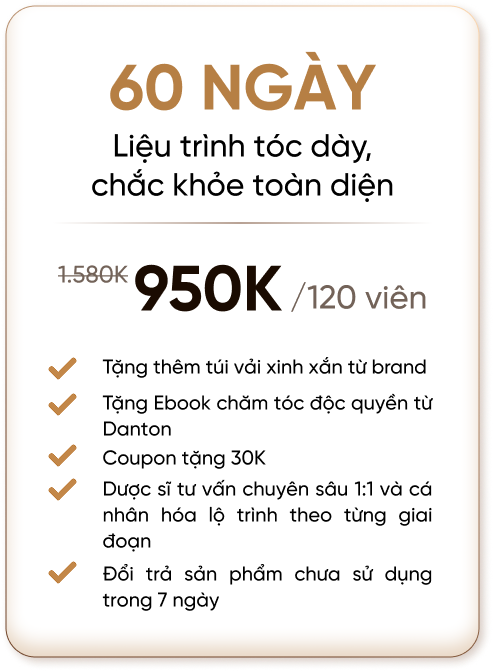 60 NGÀY
Liệu trình tóc dày,
chắc khỏe toàn diện
1.580K 950K /120 viên
Tặng thêm túi vải xinh xắn từ brand
Tặng Ebook chăm tóc độc quyền từ
Danton
Coupon tặng 30K
Dược sĩ tư vấn chuyên sâu 1:1 và cá
nhân hóa lộ trình theo từng giai
đoạn
Đổi trả sản phẩm chưa sử dụng
trong 7 ngày